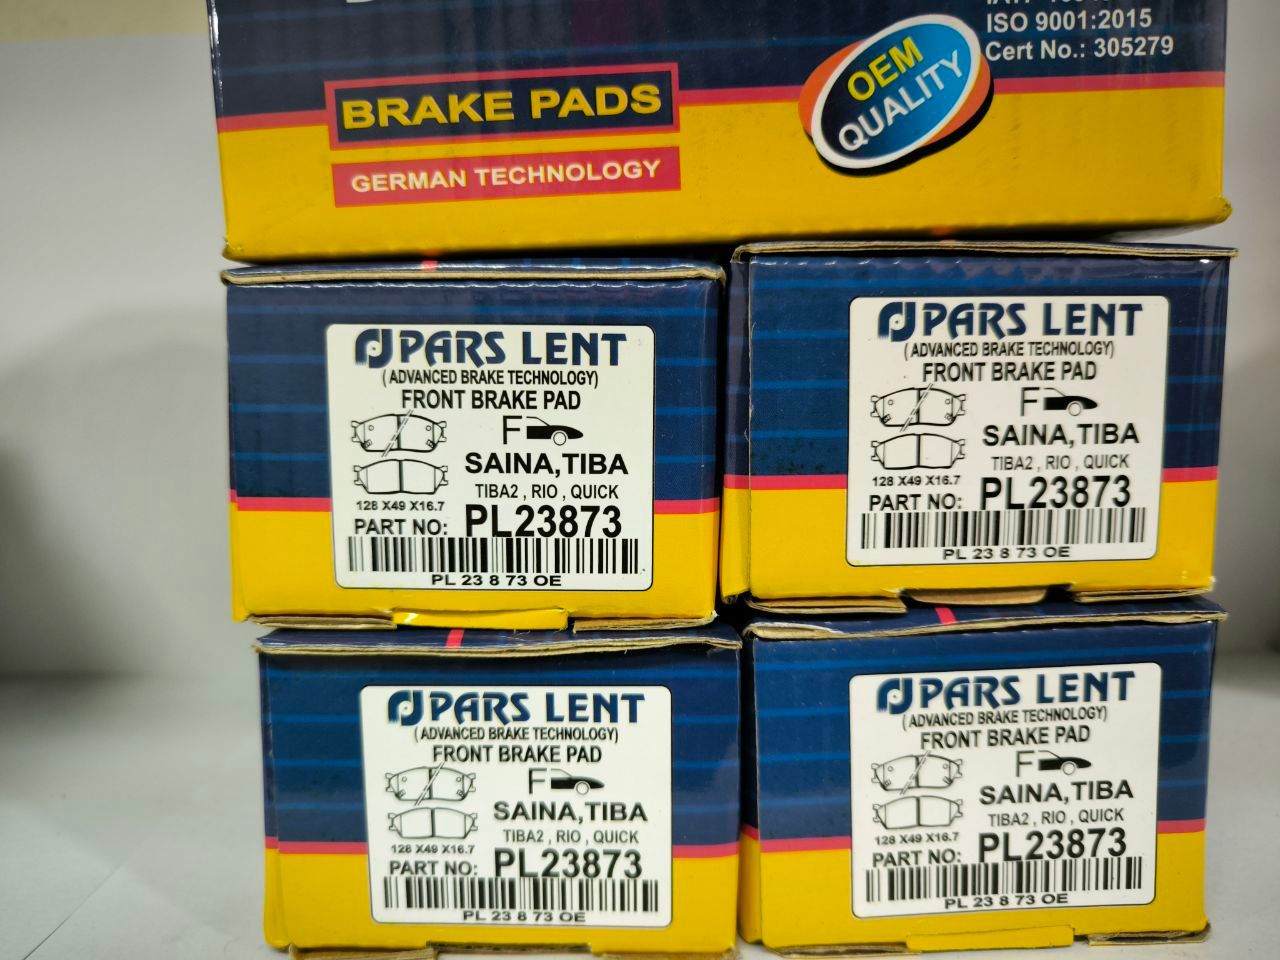 ISO 9001:2015
Cert No.: 305279
OEM
QUALITY
BRAKE PADS
GERMAN TECHNOLOGY
PARS LENT
(ADVANCED BRAKE TECHNOLOGY)
FRONT BRAKE PAD
F
SAINA,TIBA
TIBA2 , RIO , QUICK
128 X49 X16.7
PART NO: PL23873
PL 23 8 73 OE
PARS LENT
(ADVANCED BRAKE TECHNOLOGY)
FRONT BRAKE PAD
F
SAINA,TIBA
TIBA2 , RIO , QUICK
128 X49 X16.7
PART NO: PL23873
PL 23 8 73 OE
PARS LENT
(ADVANCED BRAKE TECHNOLOGY)
FRONT BRAKE PAD
F
SAINA,TIBA
TIBA2 , RIO , QUICK
128 X49 X16.7
PART NO: PL23873
PL 23 8 73 OE
PARS LENT
(ADVANCED BRAKE TECHNOLOGY)
FRONT BRAKE PAD
F
SAINA,TIBA
TIBA2 , RIO , QUICK
128 X49 X16.7
PART NO: PL23873
PL 23 8 73 OE